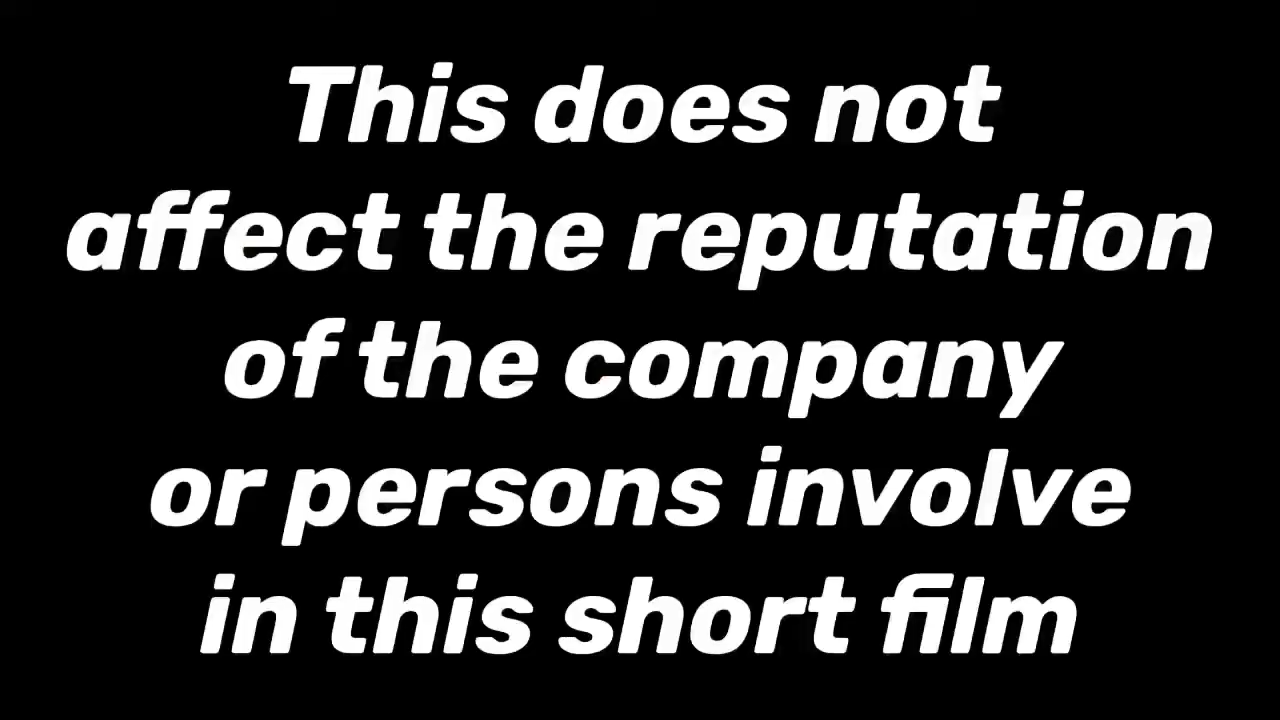 This does not
affect the reputation
of the company
or persons involve
in this short film